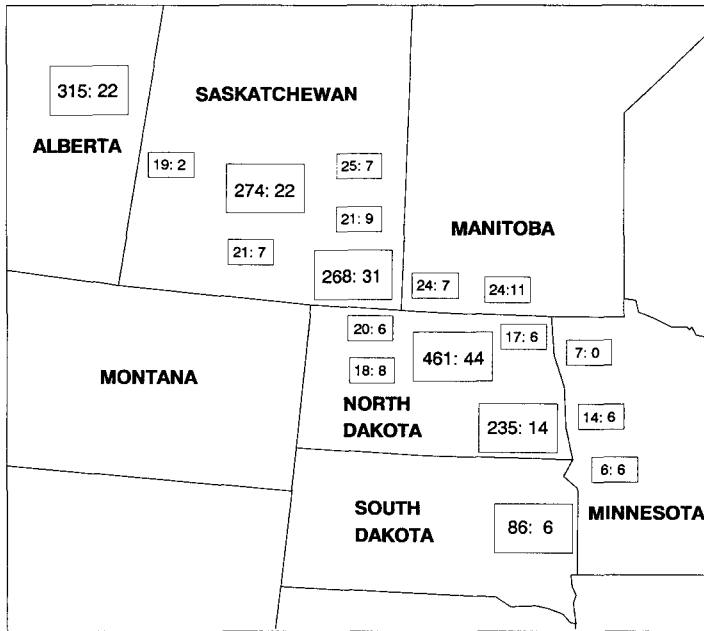 315: 22
SASKATCHEWAN
ALBERTA
19: 2
25: 7
274: 22
21: 9
MANITOBA
21: 7
268: 31
24: 7
24:11
20: 6
461: 44
17: 6
7: 0
MONTANA
18: 8
NORTH
DAKOTA
235: 14
14: 6
6: 6
SOUTH
DAKOTA
86: 6
MINNESOTA